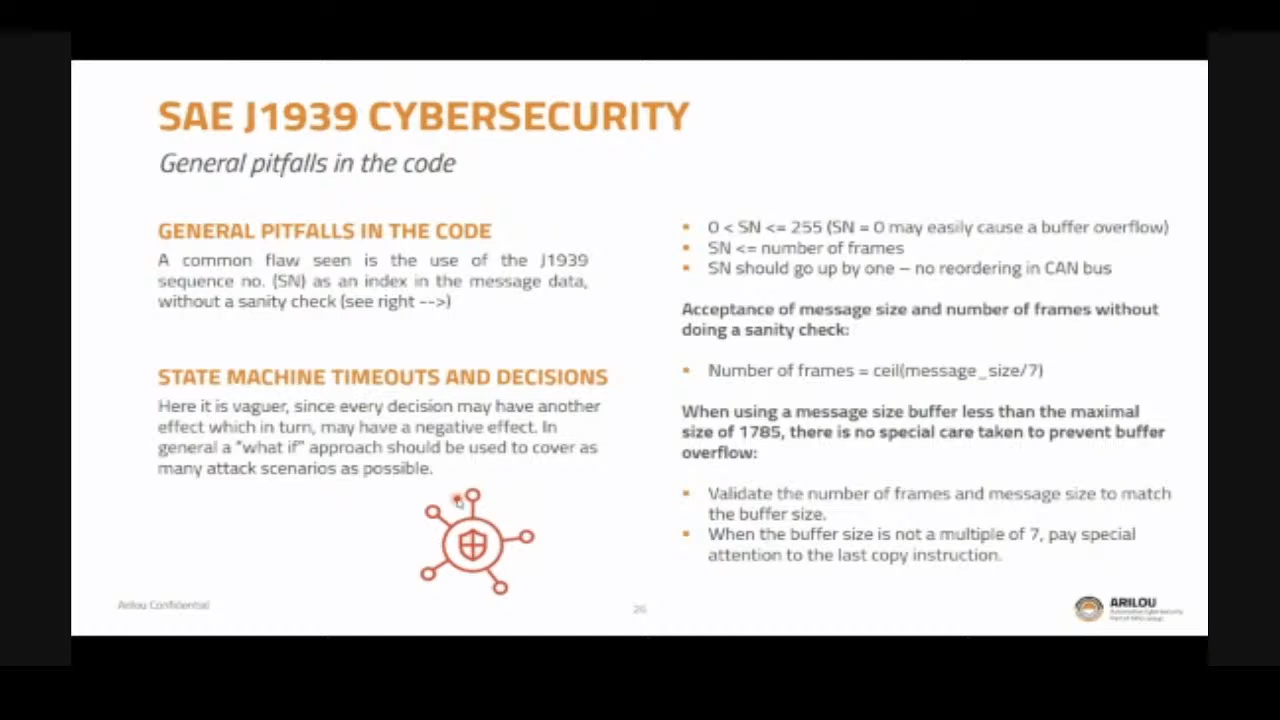 SAE J1939 CYBERSECURITY
General pitfalls in the code
GENERAL PITFALLS IN THE CODE
A common flaw seen is the use of the J1939
sequence no. (SN) as an index in the message data,
without a sanity check (see right -->)
STATE MACHINE TIMEOUTS AND DECISIONS
Here it is vaguer, since every decision may have another
effect which in turn, may have a negative effect. In
general a "what if" approach should be used to cover as
many attack scenarios as possible.
▪ 0 < SN <= 255 (SN = 0 may easily cause a buffer overflow)
▪ SN <= number of frames
▪ SN should go up by one – no reordering in CAN bus
Acceptance of message size and number of frames without
doing a sanity check:
▪ Number of frames = ceil(message_size/7)
When using a message size buffer less than the maximal
size of 1785, there is no special care taken to prevent buffer
overflow:
▪ Validate the number of frames and message size to match
the buffer size.
▪ When the buffer size is not a multiple of 7, pay special
attention to the last copy instruction.
Arilou Confidential
26
ARILOU
Automotive Cybersecurity